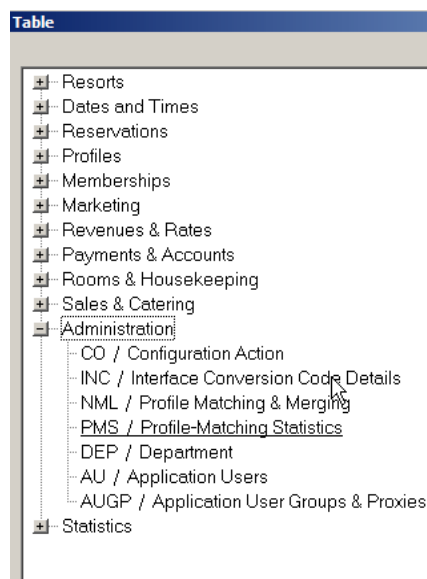 Table
Resorts
Dates and Times
Reservations
Profiles
Memberships
Marketing
Revenues & Rates
Payments & Accounts
Rooms & Housekeeping
Sales & Catering
Administration
CO / Configuration Action
INC / Interface Conversion Code Details
NML / Profile Matching & Merging
PMS / Profile-Matching Statistics
DEP / Department
AU / Application Users
AUGP / Application User Groups & Proxies
Statistics